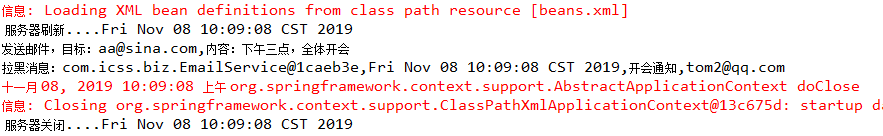 信息: Loading XML bean definitions from class path resource [beans.xml]
服务器刷新....Fri Nov 08 10:09:08 CST 2019
发送邮件，目标：aa@sina.com,内容：下午三点，全体开会
拉黑消息：com.icss.biz.EmailService@1caeb3e,Fri Nov 08 10:09:08 CST 2019,开会通知,tom2@qq.com
十一月 08, 2019 10:09:08 上午 org.springframework.context.support.AbstractApplicationContext doClose
信息: Closing org.springframework.context.support.ClassPathXmlApplicationContext@13c675d: startup da
服务器关闭....Fri Nov 08 10:09:08 CST 2019